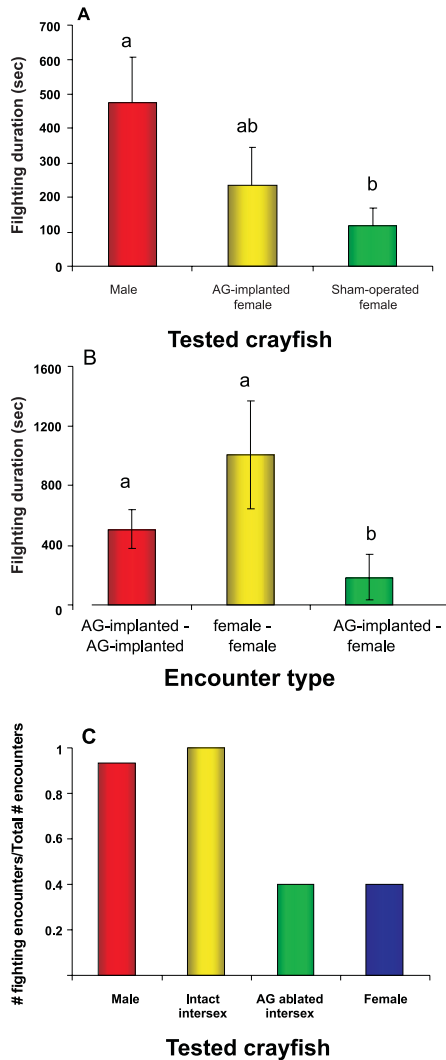 A
Filghting duration (sec)
700
600
500
400
300
200
100
0
a
ab
b
Male
AG-implanted
female
Sham-operated
female
Tested crayfish
B
Filghting duration (sec)
1600
1200
800
400
0
a
a
b
AG-implanted -
AG-implanted
female -
female
AG-implanted -
female
Encounter type
C
# fighting encounters/Total # encounters
1
0.8
0.6
0.4
0.2
Male
Intact
intersex
AG ablated
intersex
Female
Tested crayfish